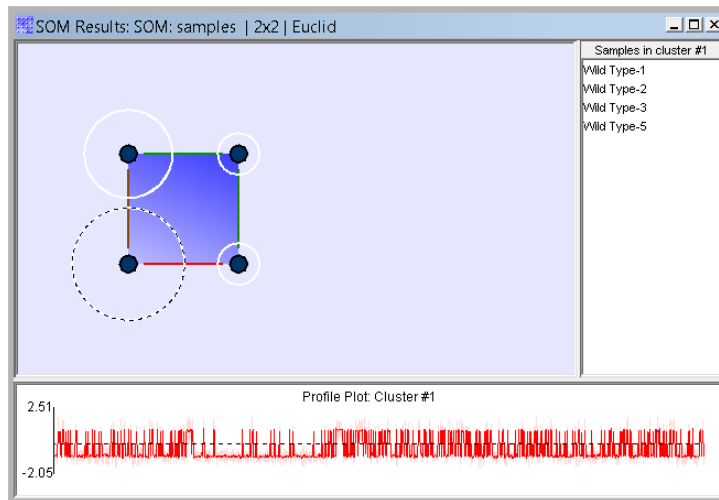 SOM Results: SOM: samples | 2x2 | Euclid
Samples in cluster #1
Wild Type-1
Wild Type-2
Wild Type-3
Wild Type-5
Profile Plot: Cluster #1
2.51
-2.05